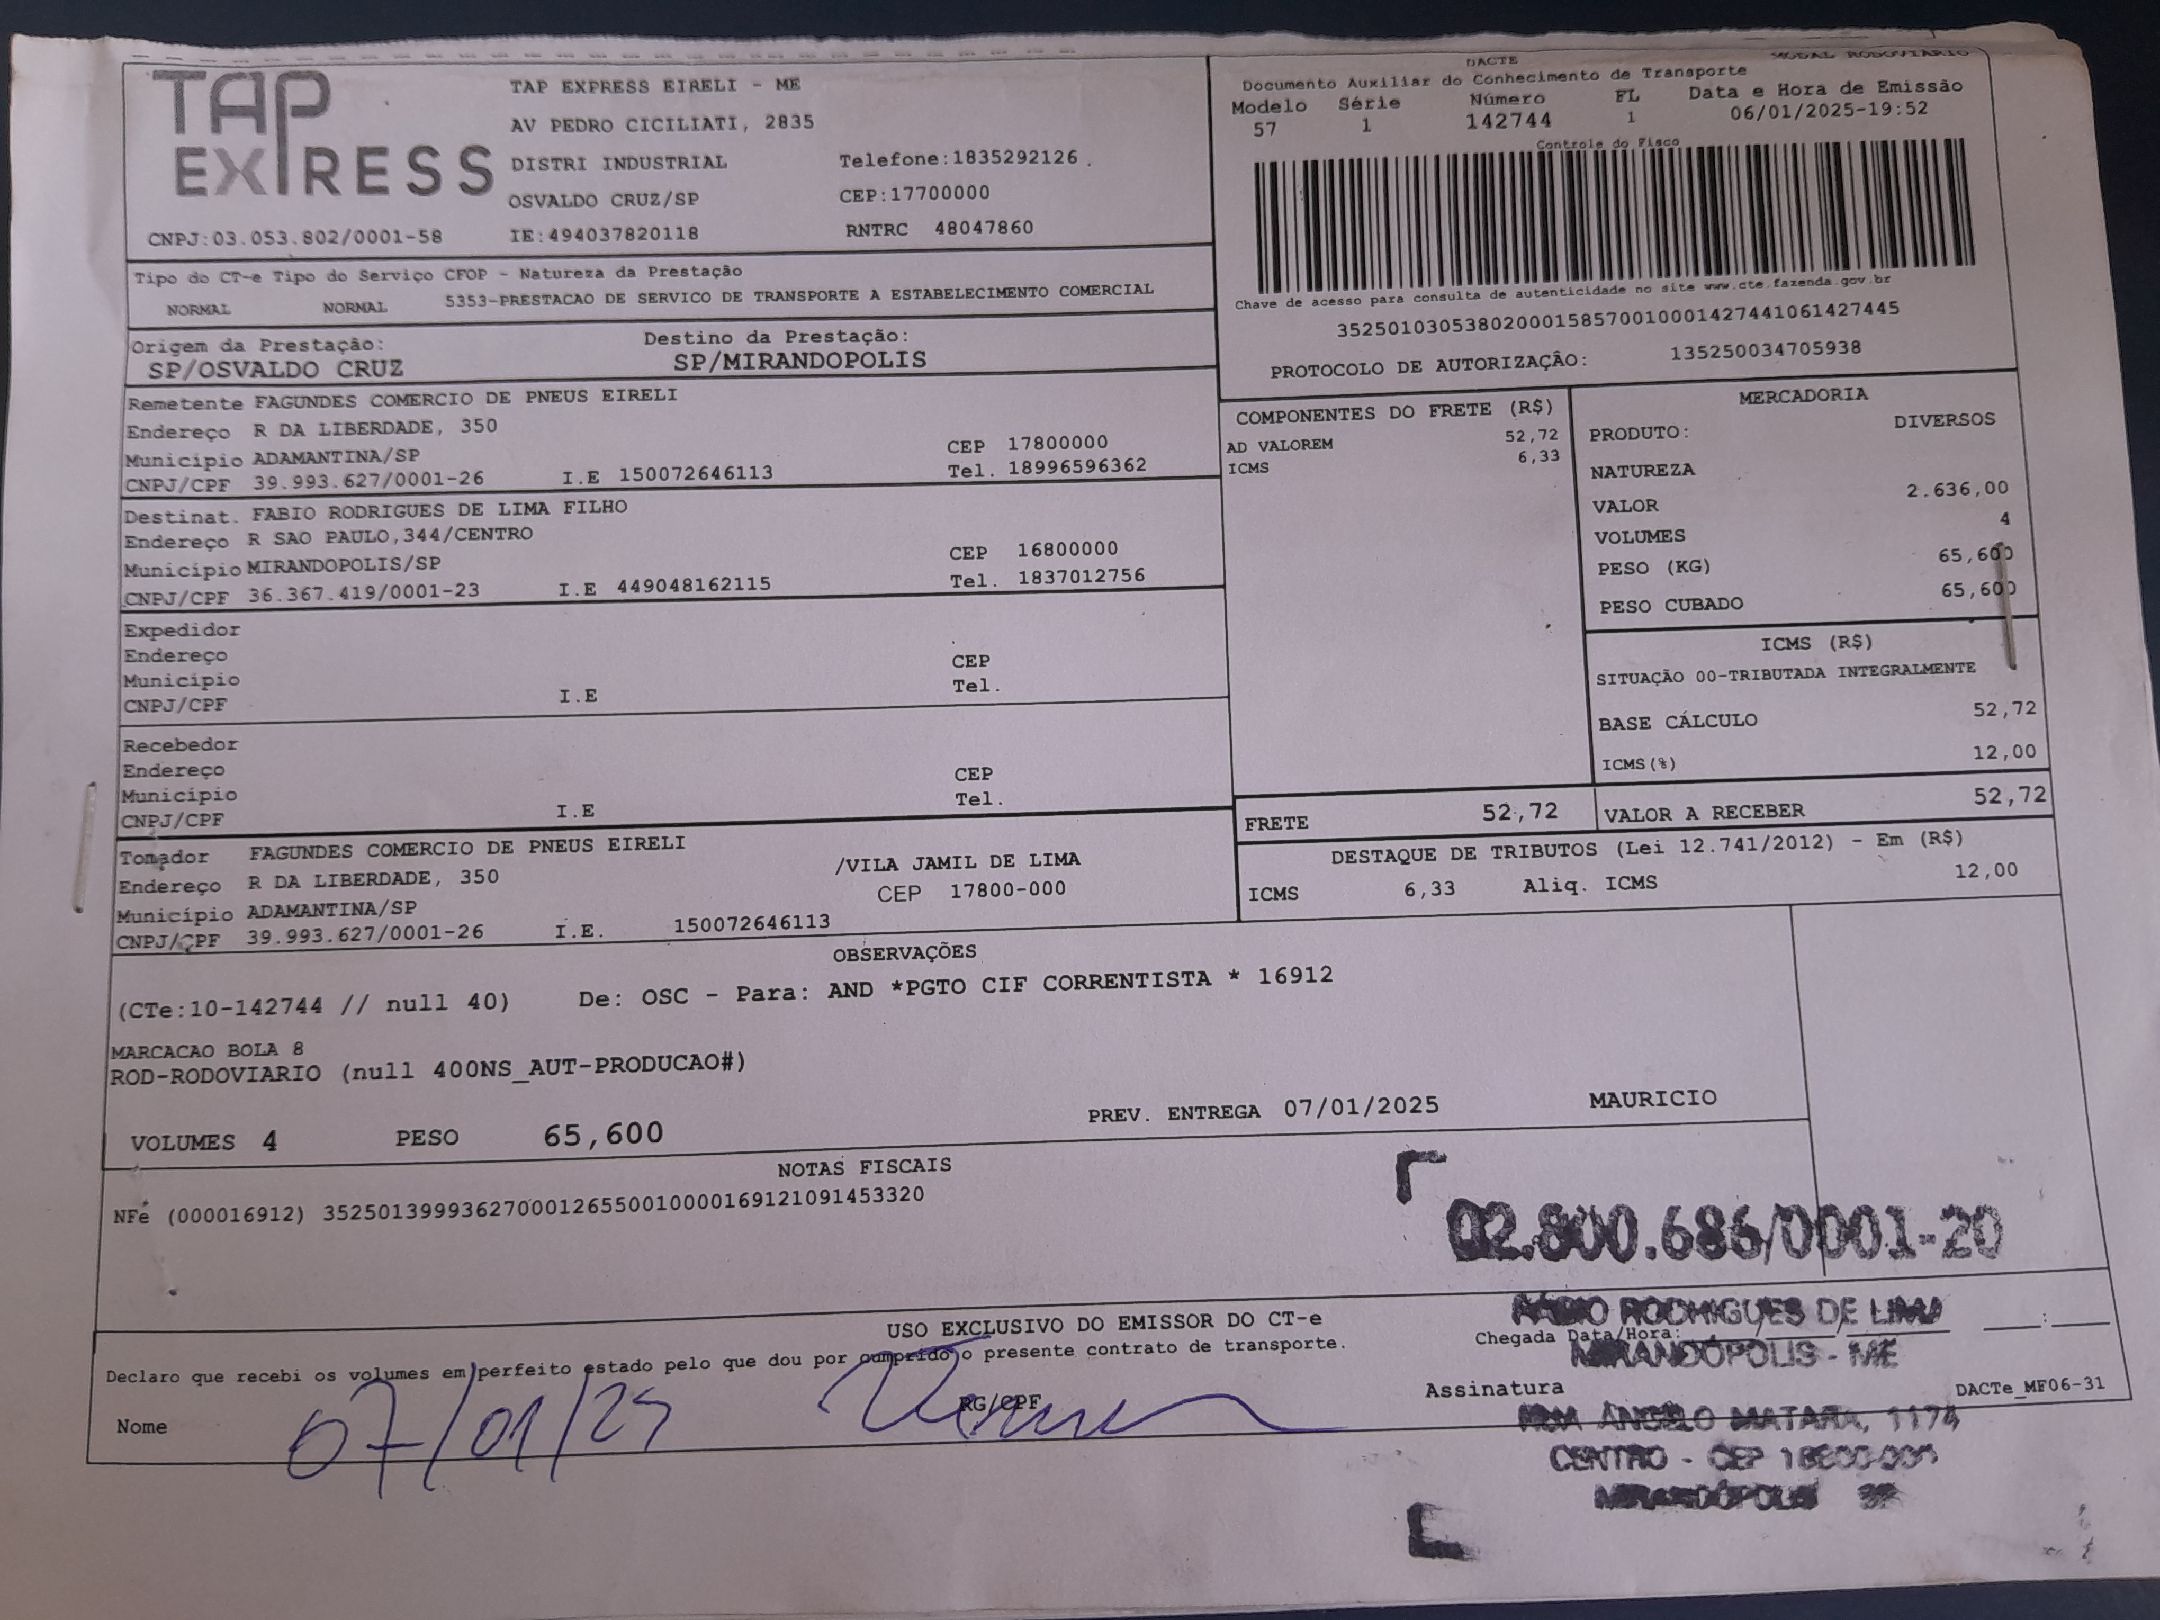 TAP EXPRESS
TAP EXPRESS EIRELI - ME
AV PEDRO CICILIATI, 2835
DISTRI INDUSTRIAL Telefone:1835292126
OSVALDO CRUZ/SP CEP:17700000
CNPJ:03.053.802/0001-58 IE:494037820118 RNTRC 48047860
DACTE MODAL RODOVIARIO
Documento Auxiliar do Conhecimento de Transporte
Modelo Série Número FL Data e Hora de Emissão
57 1 142744 1 06/01/2025-19:52
Controle do Fisco
Chave de acesso para consulta de autenticidade no site www.cte.fazenda.gov.br
35250103053802000158570010001427441061427445
PROTOCOLO DE AUTORIZAÇÃO: 135250034705938
Tipo do CT-e Tipo do Serviço CFOP - Natureza da Prestação
NORMAL NORMAL 5353-PRESTACAO DE SERVICO DE TRANSPORTE A ESTABELECIMENTO COMERCIAL
Origem da Prestação: Destino da Prestação:
SP/OSVALDO CRUZ SP/MIRANDOPOLIS
Remetente FAGUNDES COMERCIO DE PNEUS EIRELI
Endereço R DA LIBERDADE, 350
Município ADAMANTINA/SP CEP 17800000
CNPJ/CPF 39.993.627/0001-26 I.E 150072646113 Tel. 18996596362
Destinat. FABIO RODRIGUES DE LIMA FILHO
Endereço R SAO PAULO,344/CENTRO
Município MIRANDOPOLIS/SP CEP 16800000
CNPJ/CPF 36.367.419/0001-23 I.E 449048162115 Tel. 1837012756
Expedidor
Endereço
Município CEP
CNPJ/CPF I.E Tel.
Recebedor
Endereço
Município CEP
CNPJ/CPF I.E Tel.
Tomador FAGUNDES COMERCIO DE PNEUS EIRELI
Endereço R DA LIBERDADE, 350 /VILA JAMIL DE LIMA
Município ADAMANTINA/SP CEP 17800-000
CNPJ/CPF 39.993.627/0001-26 I.E. 150072646113
COMPONENTES DO FRETE (R$)
AD VALOREM 52,72
ICMS 6,33
MERCADORIA
PRODUTO: DIVERSOS
NATUREZA
VALOR 2.636,00
VOLUMES 4
PESO (KG) 65,600
PESO CUBADO 65,600
ICMS (R$)
SITUAÇÃO 00-TRIBUTADA INTEGRALMENTE
BASE CÁLCULO 52,72
ICMS(%) 12,00
FRETE 52,72 VALOR A RECEBER 52,72
DESTAQUE DE TRIBUTOS (Lei 12.741/2012) - Em (R$)
ICMS 6,33 Aliq. ICMS 12,00
OBSERVAÇÕES
(CTe:10-142744 // null 40) De: OSC - Para: AND *PGTO CIF CORRENTISTA * 16912
MARCACAO BOLA 8
ROD-RODOVIARIO (null 400NS_AUT-PRODUCAO#)
VOLUMES 4 PESO 65,600 PREV. ENTREGA 07/01/2025 MAURICIO
NOTAS FISCAIS
NFe (000016912) 35250139993627000126550010000169121091453320
02.800.686/0001-20
FABIO RODRIGUES DE LIMA
MIRANDÓPOLIS - ME
RUA ÂNGELO MATARA, 1174
CENTRO - CEP 16800-000
MIRANDÓPOLIS SP
USO EXCLUSIVO DO EMISSOR DO CT-e
Declaro que recebi os volumes em perfeito estado pelo que dou por cumprido o presente contrato de transporte.
Chegada Data/Hora: / / :
Nome RG/CPF Assinatura DACTe_MF06-31
07/01/25